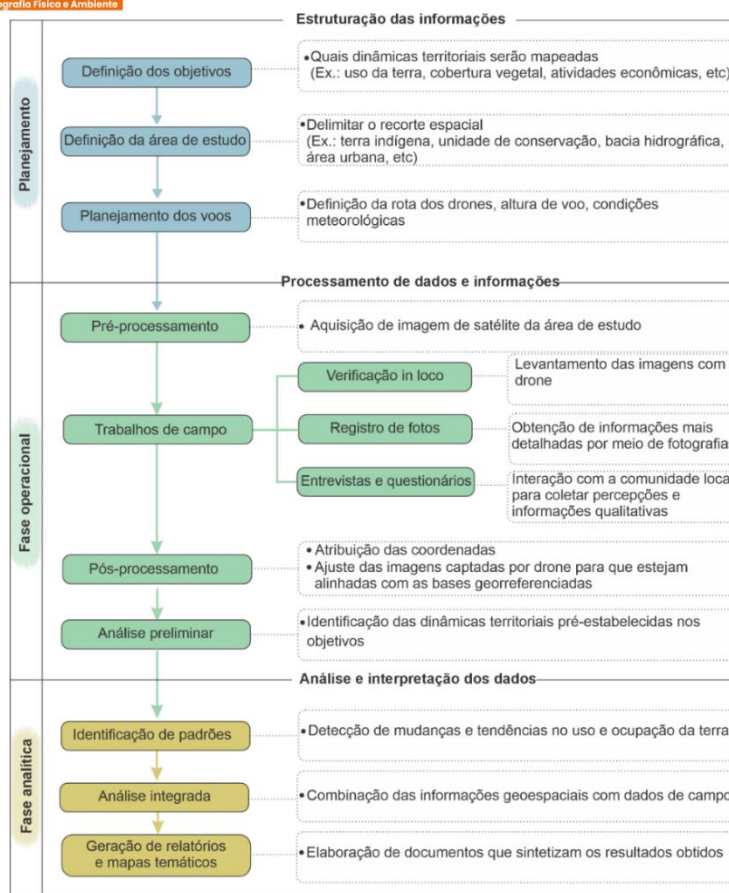 ografia Física e Ambiente
Estruturação das informações
Planejamento
Definição dos objetivos
•Quais dinâmicas territoriais serão mapeadas
(Ex.: uso da terra, cobertura vegetal, atividades econômicas, etc)
Definição da área de estudo
•Delimitar o recorte espacial
(Ex.: terra indígena, unidade de conservação, bacia hidrográfica,
área urbana, etc)
Planejamento dos voos
•Definição da rota dos drones, altura de voo, condições
meteorológicas
Processamento de dados e informações
Fase operacional
Pré-processamento
• Aquisição de imagem de satélite da área de estudo
Trabalhos de campo
Verificação in loco
Levantamento das imagens com
drone
Registro de fotos
Obtenção de informações mais
detalhadas por meio de fotografia
Entrevistas e questionários
Interação com a comunidade loca
para coletar percepções e
informações qualitativas
Pós-processamento
• Atribuição das coordenadas
• Ajuste das imagens captadas por drone para que estejam
alinhadas com as bases georreferenciadas
Análise preliminar
•Identificação das dinâmicas territoriais pré-estabelecidas nos
objetivos
Análise e interpretação dos dados
Fase analítica
Identificação de padrões
•Detecção de mudanças e tendências no uso e ocupação da terra
Análise integrada
•Combinação das informações geoespaciais com dados de campo
Geração de relatórios
e mapas temáticos
•Elaboração de documentos que sintetizam os resultados obtidos